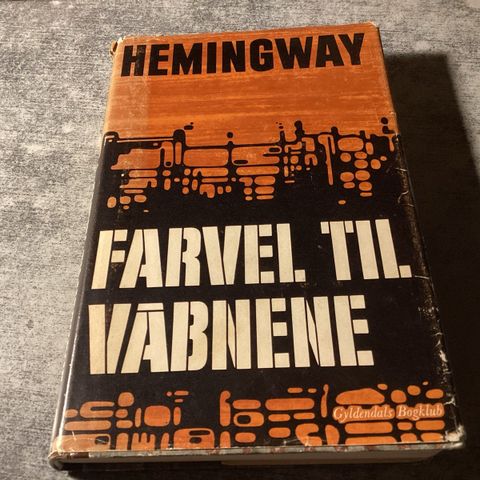 HEMINGWAY
FARVEL TIL
VÅBNENE
Gyldendals Bogklub